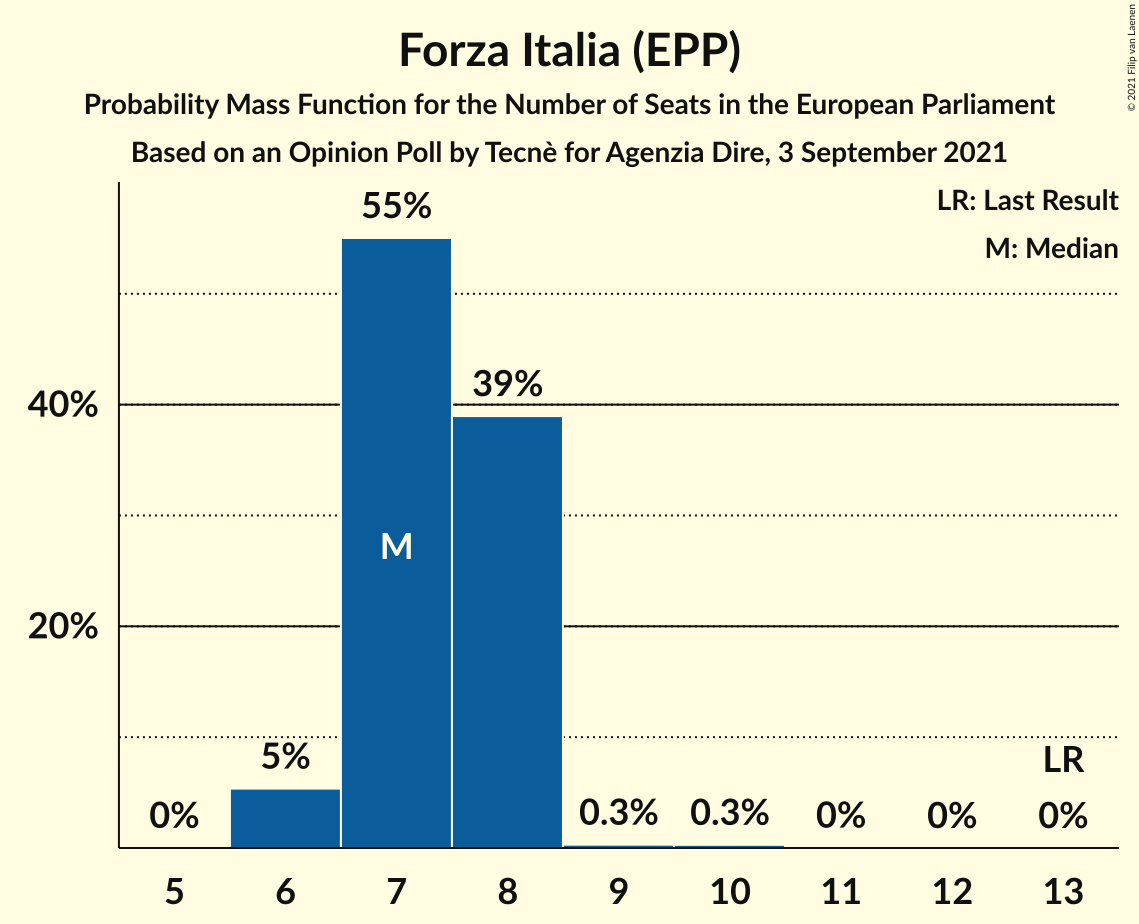 Forza Italia (EPP)
Probability Mass Function for the Number of Seats in the European Parliament
Based on an Opinion Poll by Tecnè for Agenzia Dire, 3 September 2021
© 2021 Filip van Laenen
LR: Last Result
M: Median
55%
39%
40%
M
20%
5%
LR
0%
0.3%
0.3%
0%
0%
0%
5 6 7 8 9 10 11 12 13